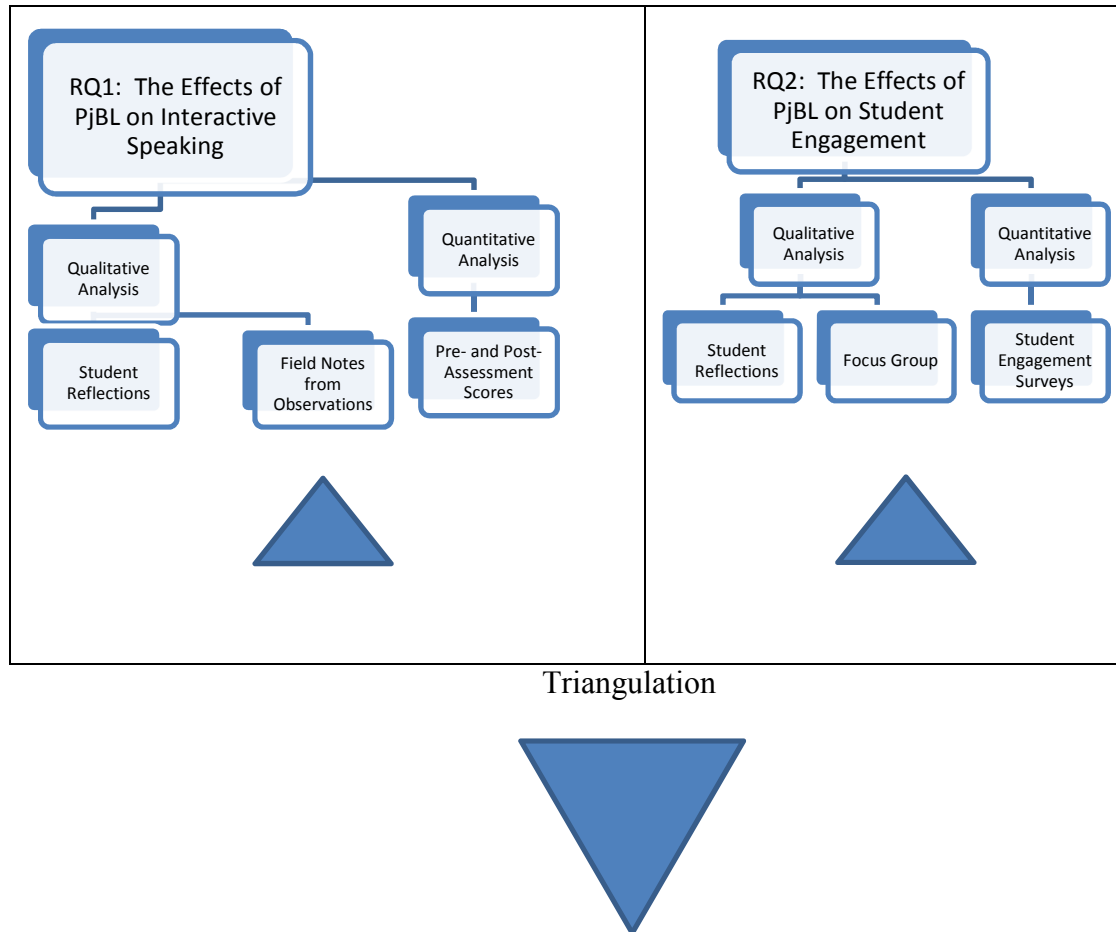 RQ1: The Effects of
PjBL on Interactive
Speaking
Qualitative
Analysis
Quantitative
Analysis
Student
Reflections
Field Notes
from
Observations
Pre- and Post-
Assessment
Scores
RQ2: The Effects of
PjBL on Student
Engagement
Qualitative
Analysis
Quantitative
Analysis
Student
Reflections
Focus Group
Student
Engagement
Surveys
Triangulation